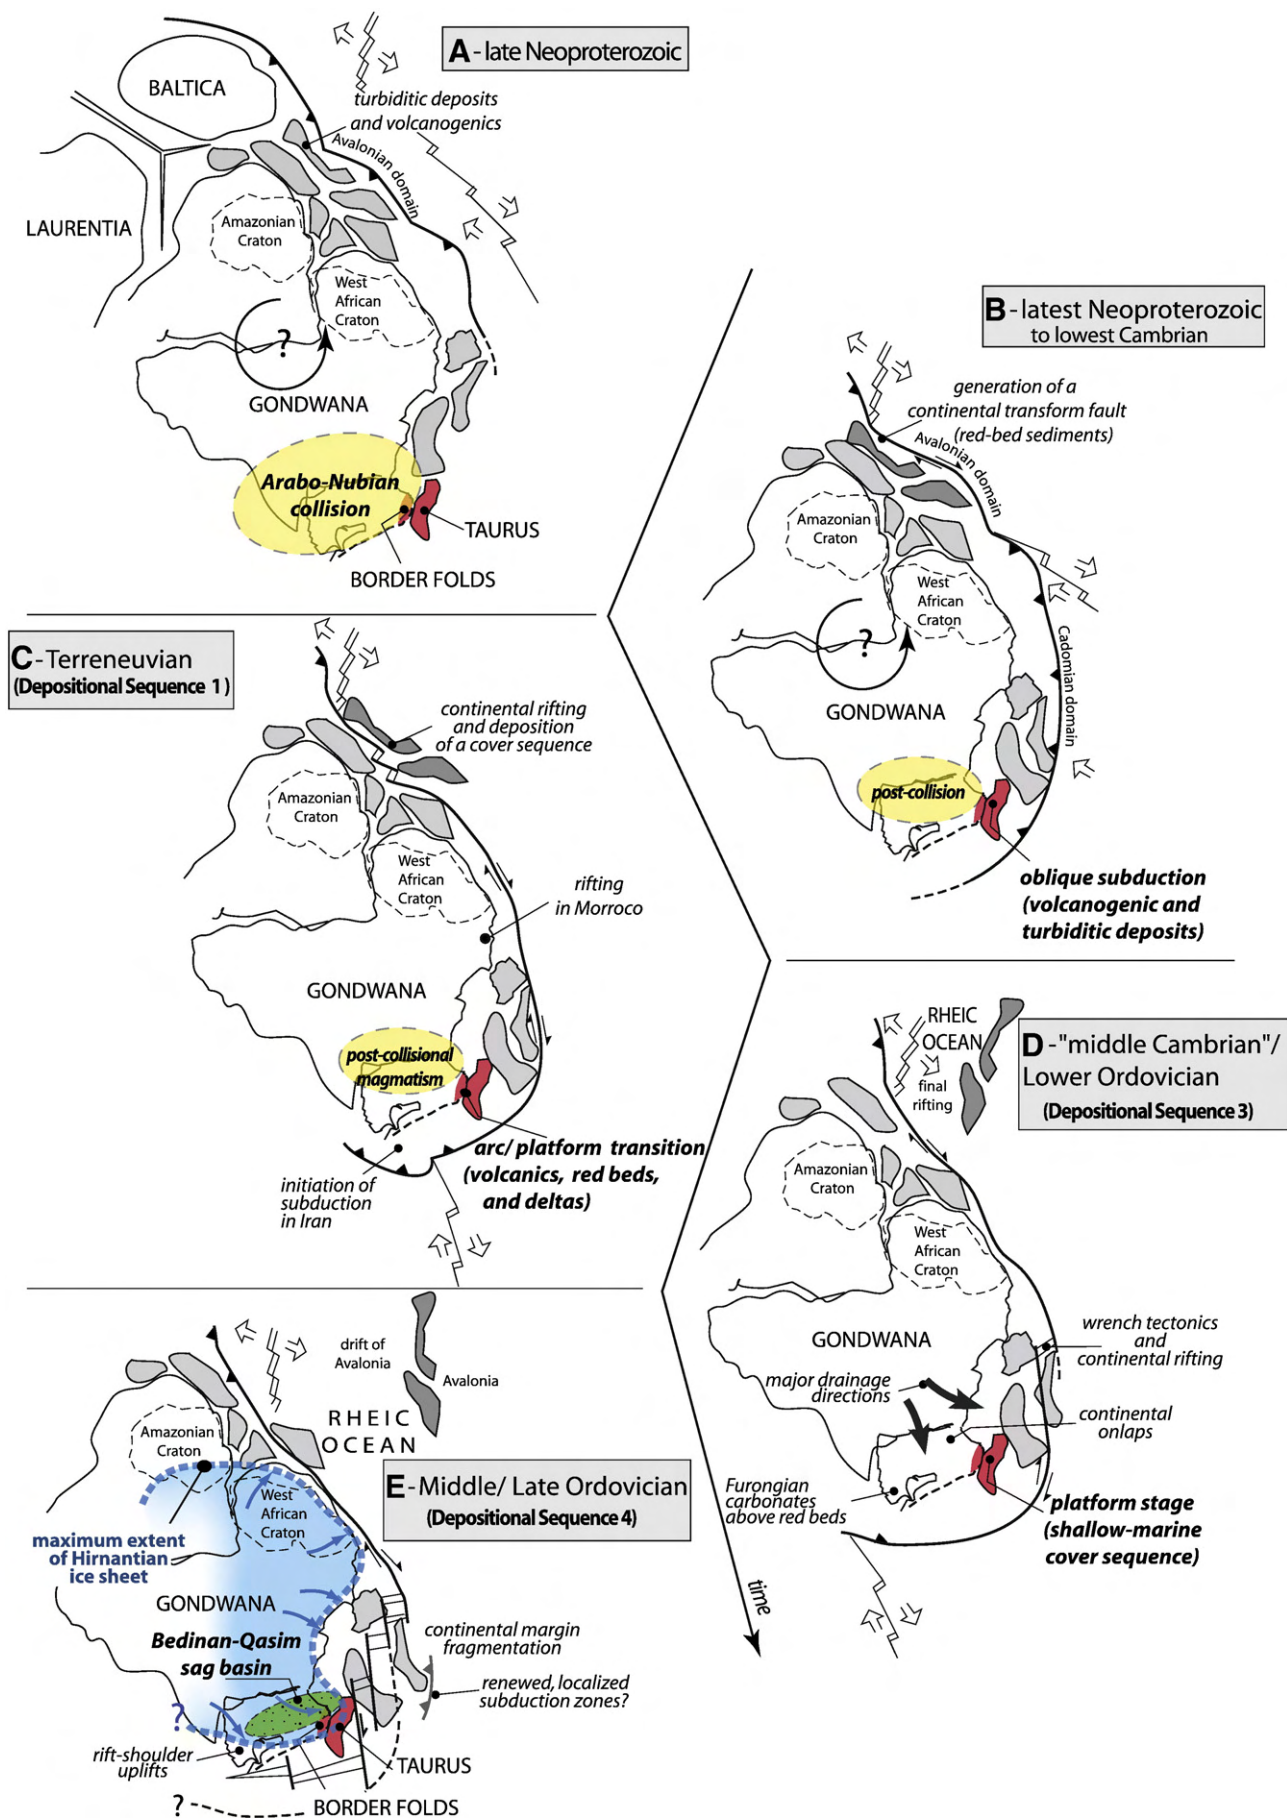 A - late Neoproterozoic
BALTICA
turbiditic deposits
and volcanogenics
Avalonian domain
LAURENTIA
Amazonian
Craton
West
African
Craton
?
GONDWANA
Arabo-Nubian
collision
TAURUS
BORDER FOLDS
B - latest Neoproterozoic
to lowest Cambrian
generation of a
continental transform fault
(red-bed sediments)
Avalonian domain
Amazonian
Craton
West
African
Craton
?
Cadomian domain
GONDWANA
post-collision
oblique subduction
(volcanogenic and
turbiditic deposits)
C - Terreneuvian
(Depositional Sequence 1)
continental rifting
and deposition
of a cover sequence
Amazonian
Craton
West
African
Craton
rifting
in Morroco
GONDWANA
post-collisional
magmatism
arc/ platform transition
(volcanics, red beds,
and deltas)
initiation of
subduction
in Iran
RHEIC
OCEAN
D - "middle Cambrian"/
Lower Ordovician
(Depositional Sequence 3)
final
rifting
Amazonian
Craton
West
African
Craton
GONDWANA
wrench tectonics
and
continental rifting
major drainage
directions
continental
onlaps
Furongian
carbonates
above red beds
platform stage
(shallow-marine
cover sequence)
time
drift of
Avalonia
Avalonia
RHEIC
OCEAN
E - Middle/ Late Ordovician
(Depositional Sequence 4)
Amazonian
Craton
West
African
Craton
maximum extent
of Hirnantian
ice sheet
GONDWANA
Bedinan-Qasim
sag basin
continental margin
fragmentation
renewed, localized
subduction zones?
?
rift-shoulder
uplifts
TAURUS
? BORDER FOLDS